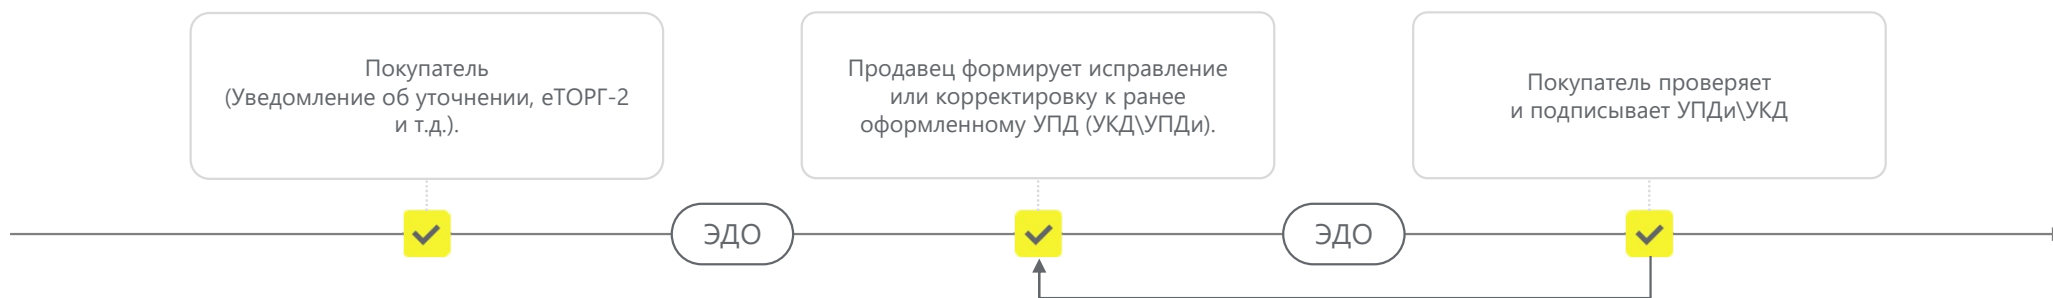 Покупатель
(Уведомление об уточнении, еТОРГ-2
и т.д.).
Продавец формирует исправление
или корректировку к ранее
оформленному УПД (УКД\УПДи).
Покупатель проверяет
и подписывает УПДи\УКД
ЭДО
ЭДО